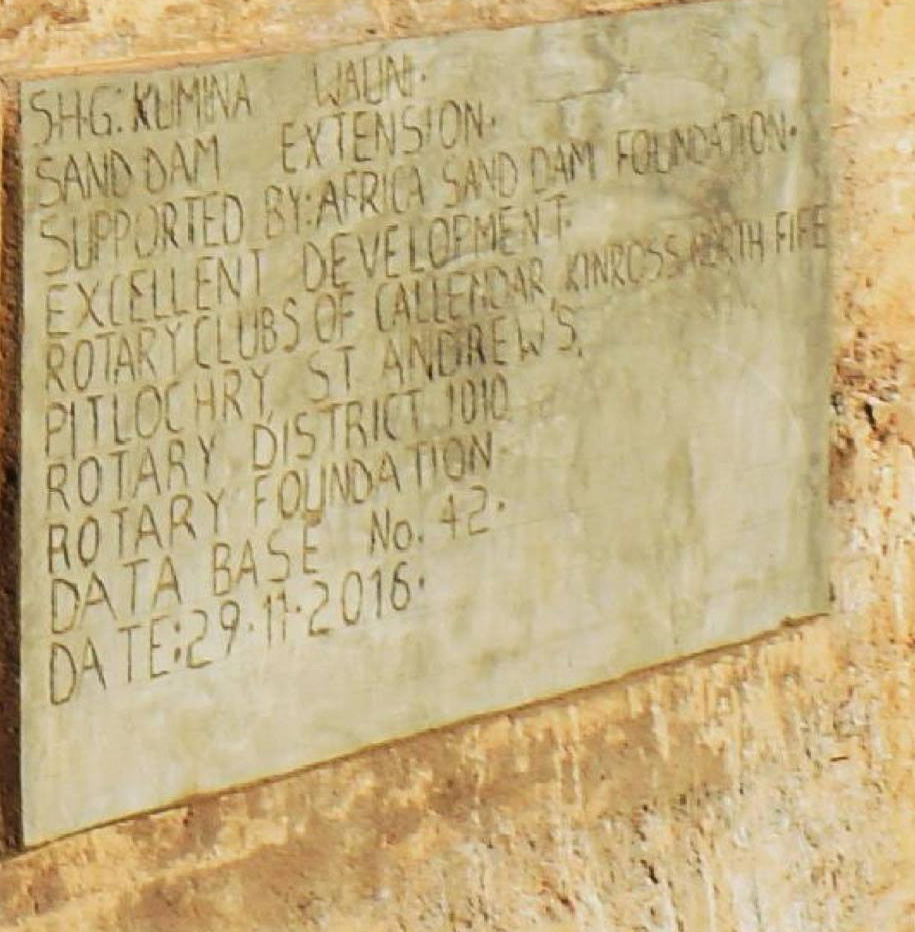 SHG: KUMINA WAUNI.
SAND DAM EXTENSION.
SUPPORTED BY: AFRICA SAND DAM FOUNDATION.
EXCELLENT DEVELOPMENT.
ROTARY CLUBS OF CALLENDAR, KINROSS NORTH FIFE
PITLOCHRY, ST ANDREW'S,
ROTARY DISTRICT 1010
ROTARY FOUNDATION.
DATA BASE No. 42.
DATE: 29.11.2016.